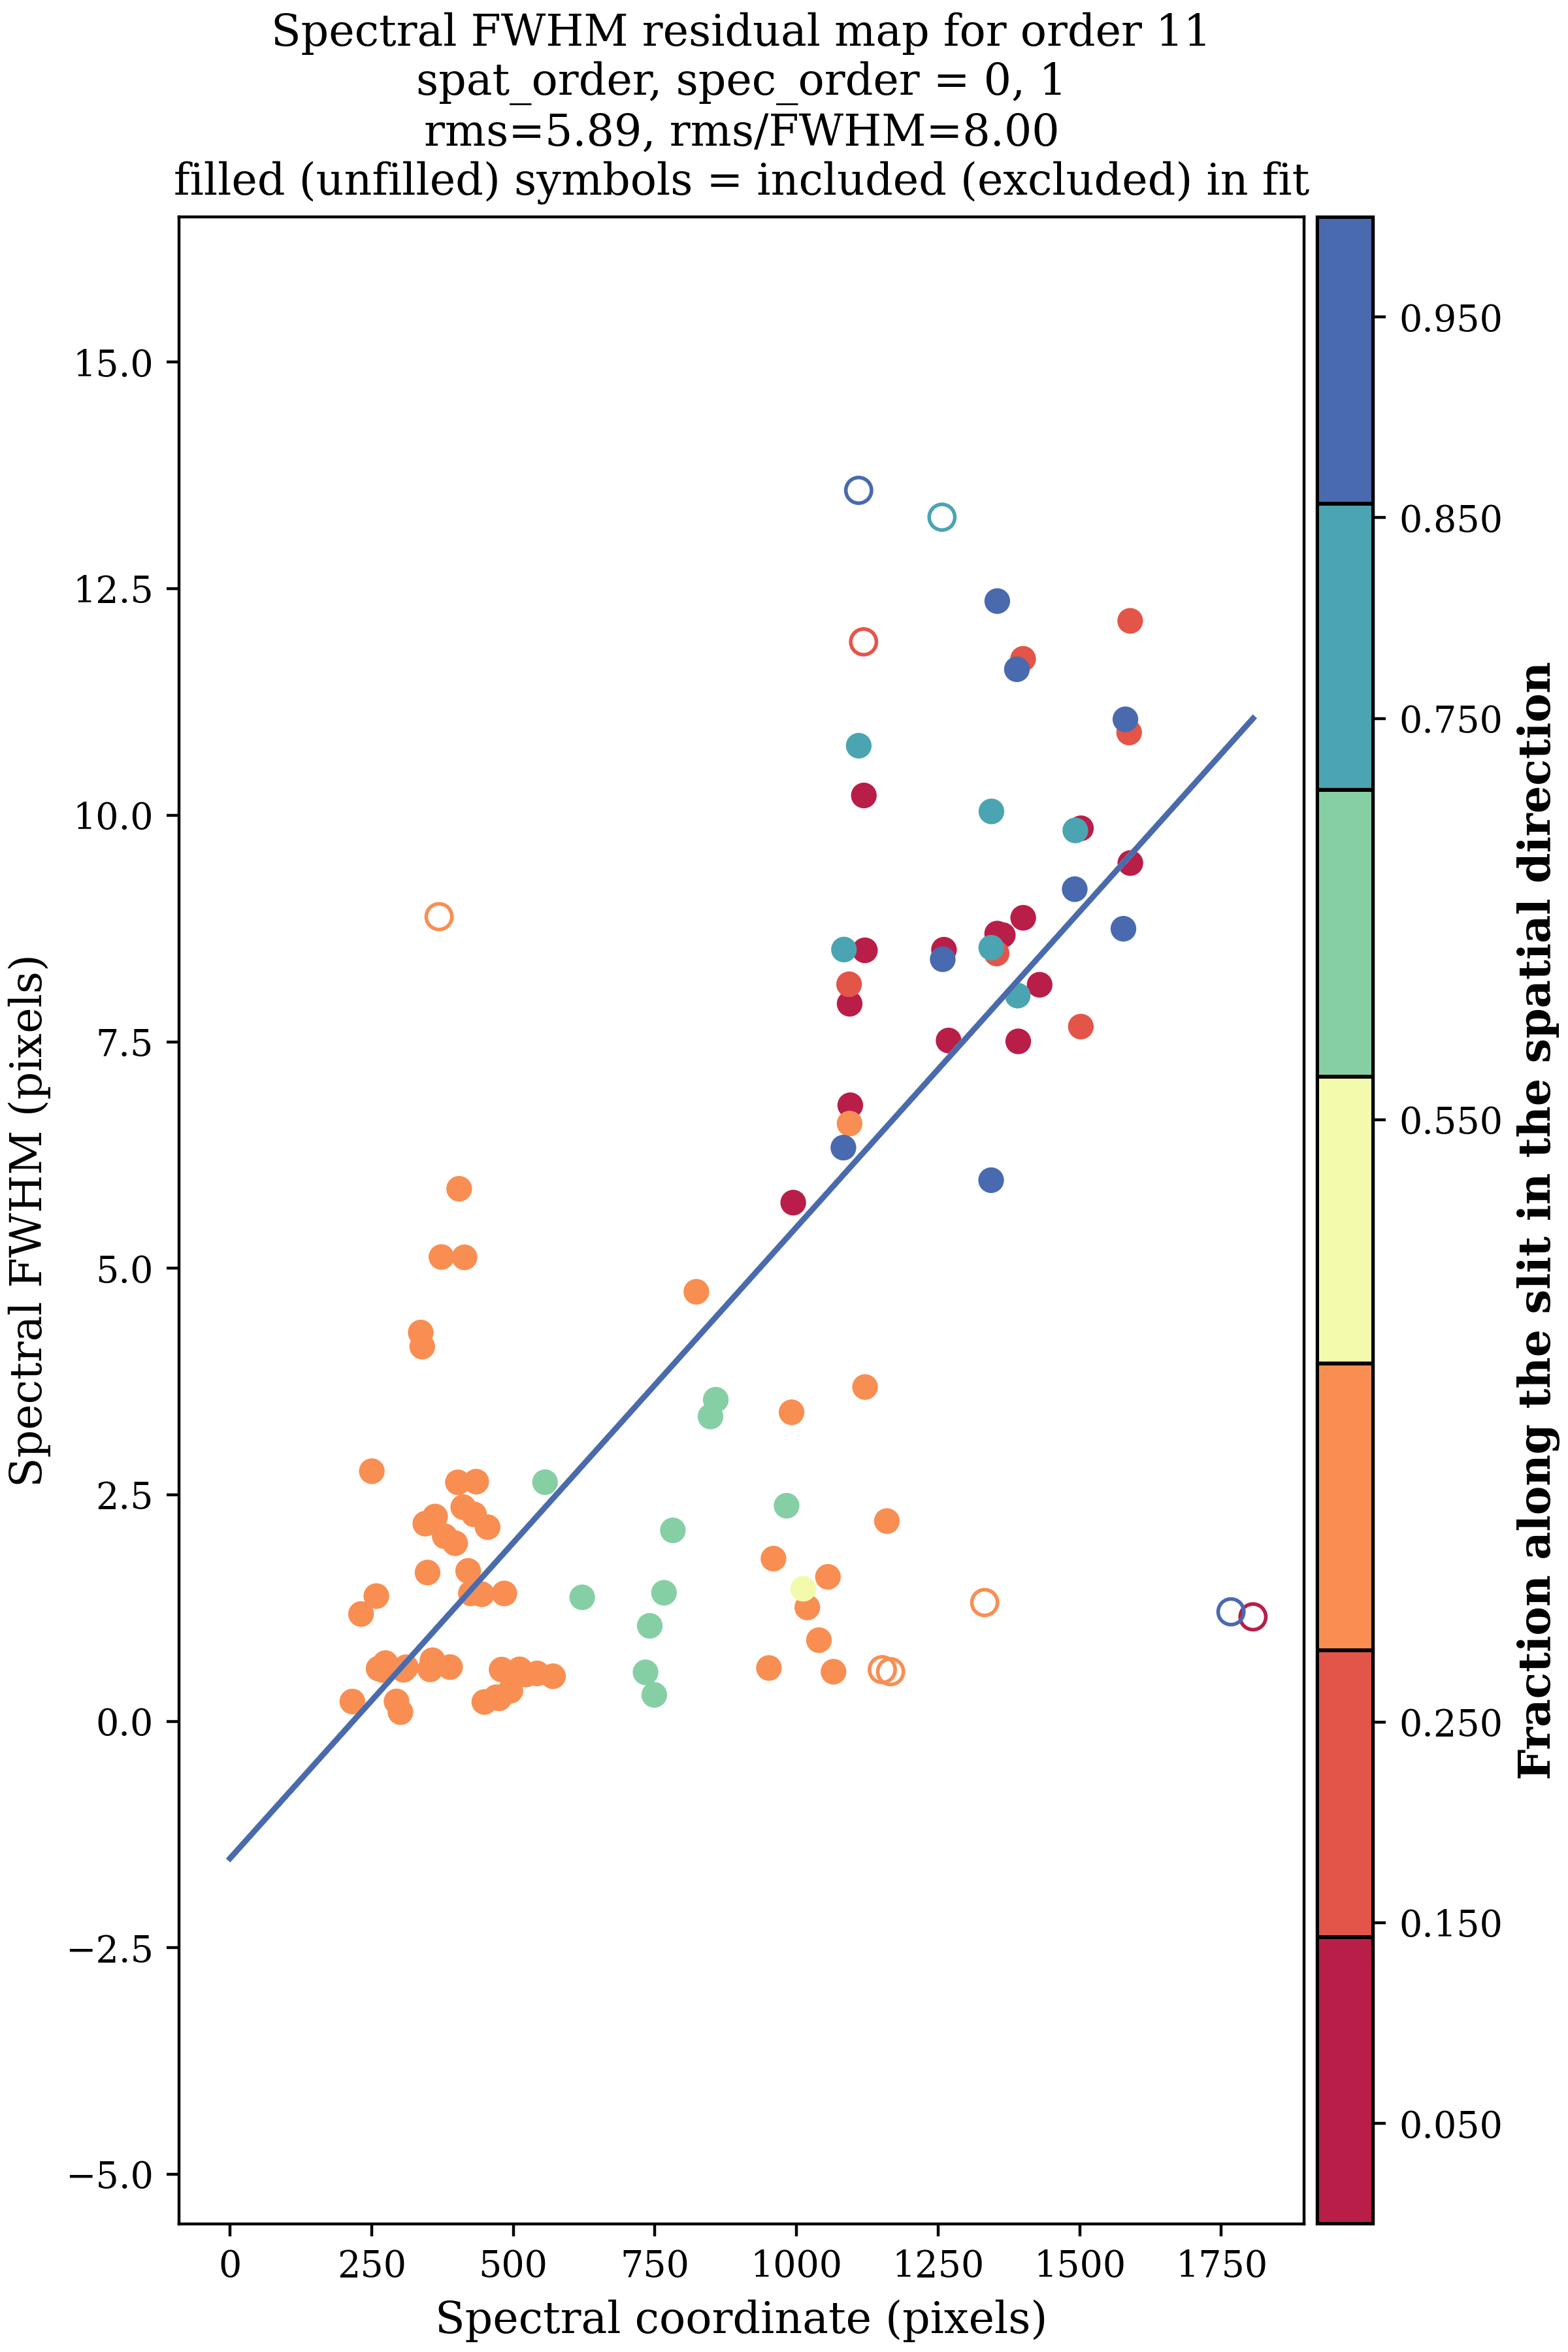 Spectral FWHM residual map for order 11
spat_order, spec_order = 0, 1
rms=5.89, rms/FWHM=8.00
filled (unfilled) symbols = included (excluded) in fit
15.0
12.5
10.0
7.5
5.0
2.5
0.0
−2.5
−5.0
Spectral FWHM (pixels)
0 250 500 750 1000 1250 1500 1750
Spectral coordinate (pixels)
0.950
0.850
0.750
0.550
0.250
0.150
0.050
Fraction along the slit in the spatial direction